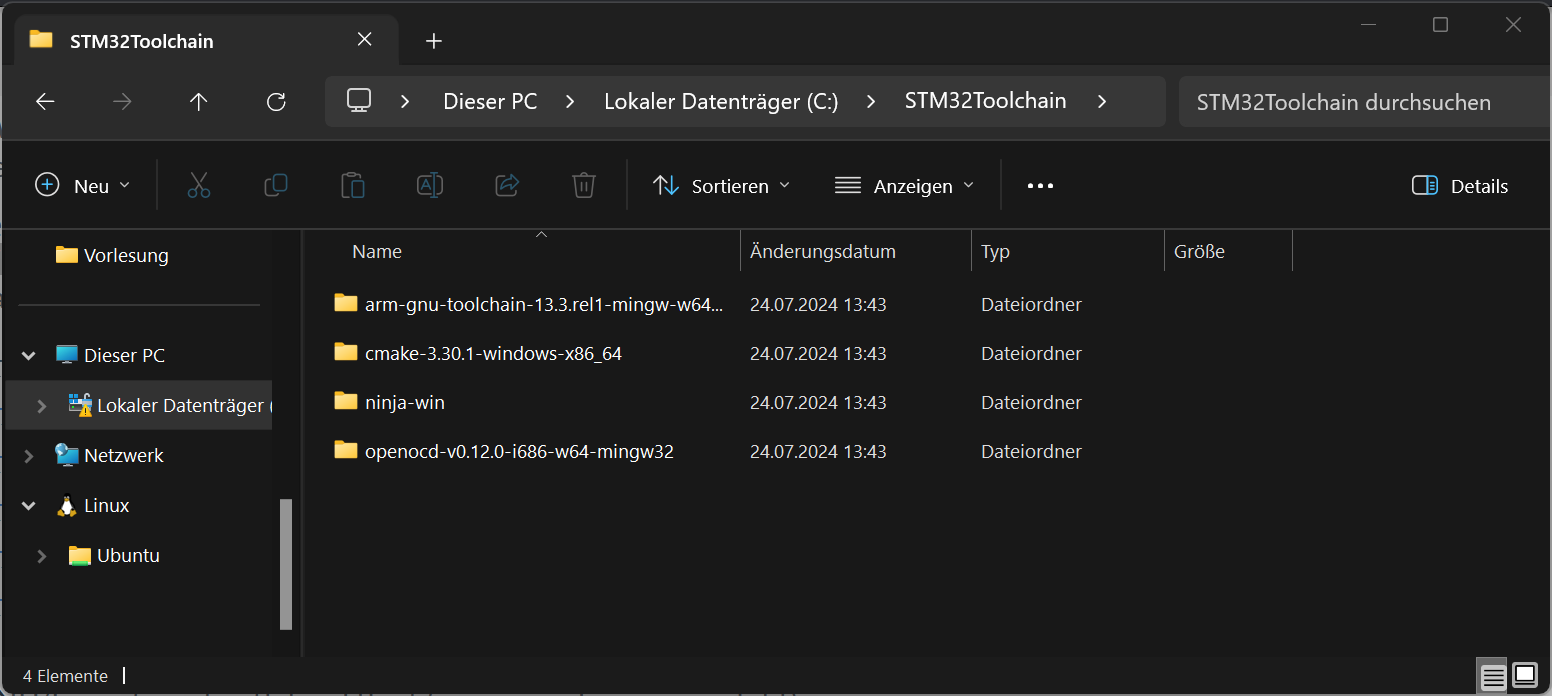 STM32Toolchain
Dieser PC Lokaler Datenträger (C:) STM32Toolchain STM32Toolchain durchsuchen
Neu Sortieren Anzeigen Details
Vorlesung
Dieser PC
Lokaler Datenträger (
Netzwerk
Linux
Ubuntu
Name Änderungsdatum Typ Größe
arm-gnu-toolchain-13.3.rel1-mingw-w64... 24.07.2024 13:43 Dateiordner
cmake-3.30.1-windows-x86_64 24.07.2024 13:43 Dateiordner
ninja-win 24.07.2024 13:43 Dateiordner
openocd-v0.12.0-i686-w64-mingw32 24.07.2024 13:43 Dateiordner
4 Elemente